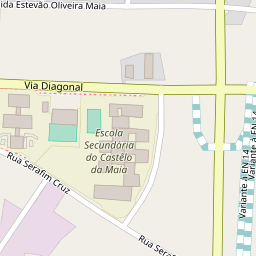 ida Estevão Oliveira Maia
Via Diagonal
Escola
Secundária
do Castêlo
da Maia
Rua Serafim Cruz
Rua Serafi
Variante à EN 14
Variante à EN 14